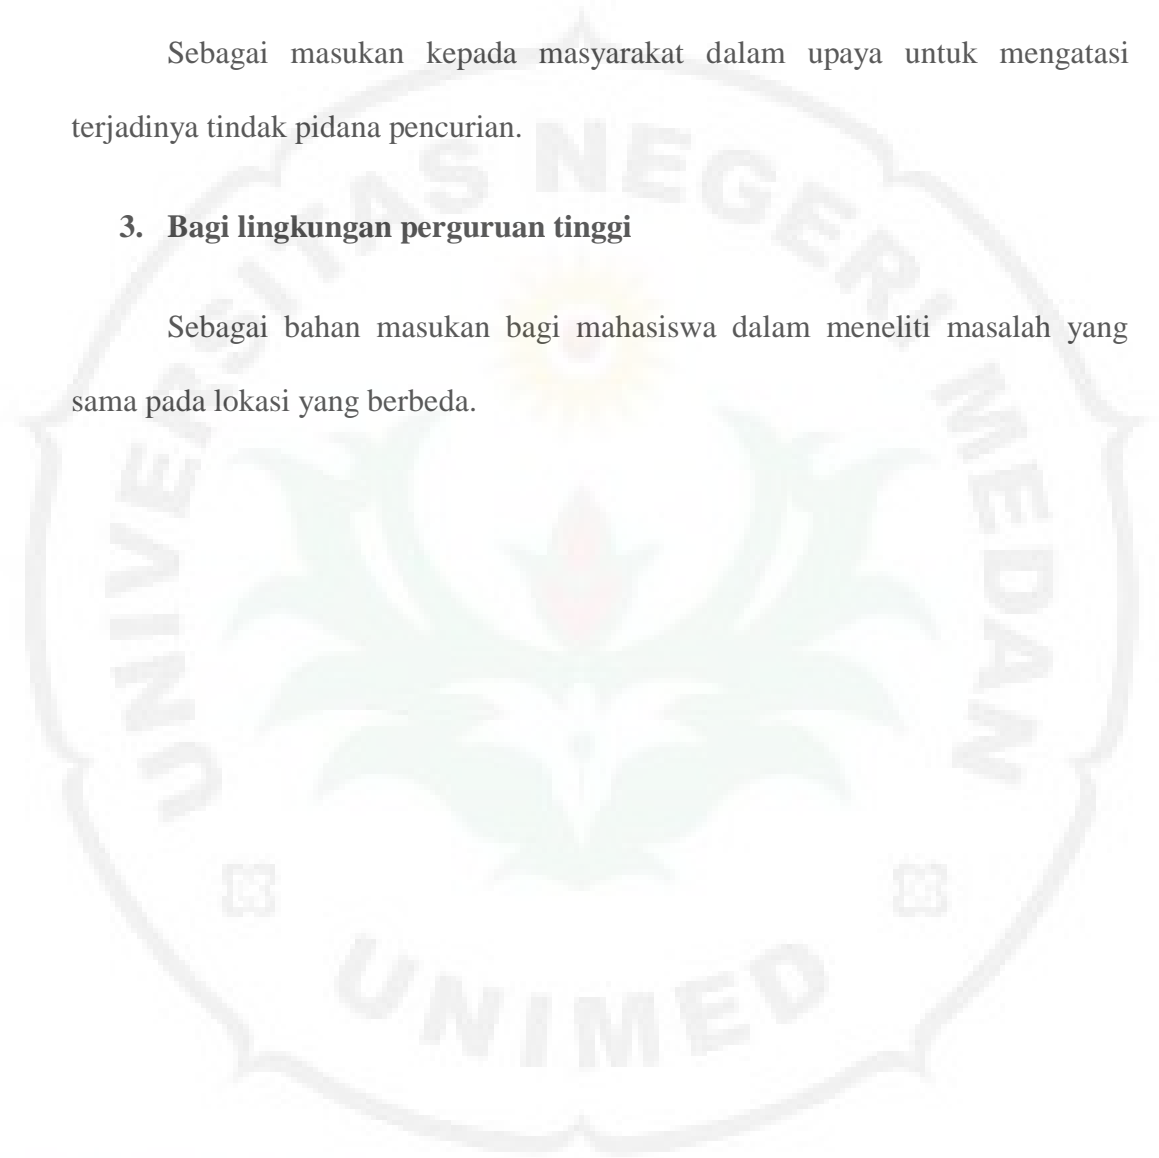 Sebagai masukan kepada masyarakat dalam upaya untuk mengatasi
terjadinya tindak pidana pencurian.
3. Bagi lingkungan perguruan tinggi
Sebagai bahan masukan bagi mahasiswa dalam meneliti masalah yang
sama pada lokasi yang berbeda.
UNIVERSITAS NEGERI MEDAN
UNIMED